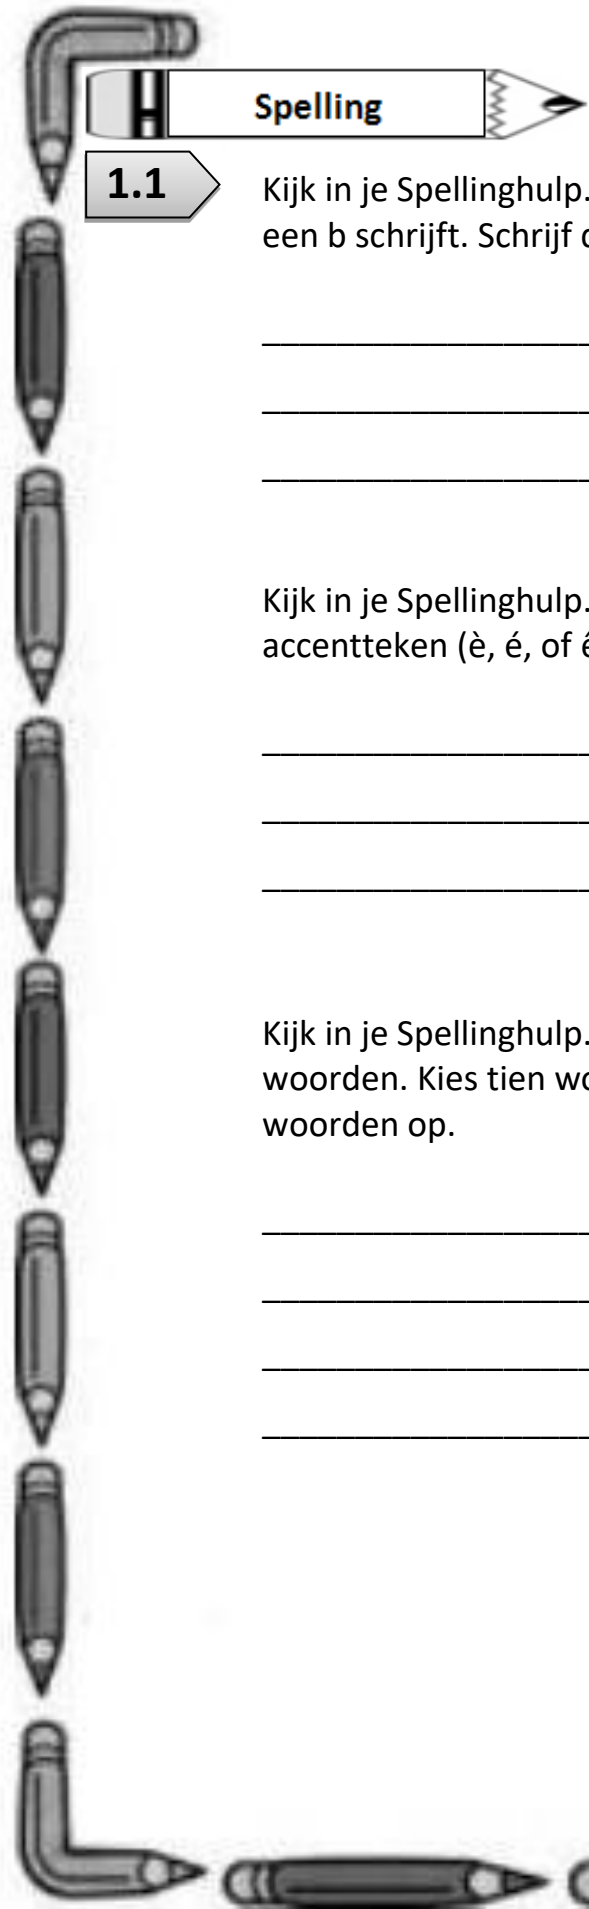 Spelling
1.1
Kijk in je Spellinghulp.
een b schrijft. Schrijf
Kijk in je Spellinghulp.
accentteken (è, é, of
Kijk in je Spellinghulp.
woorden. Kies tien
woorden op.